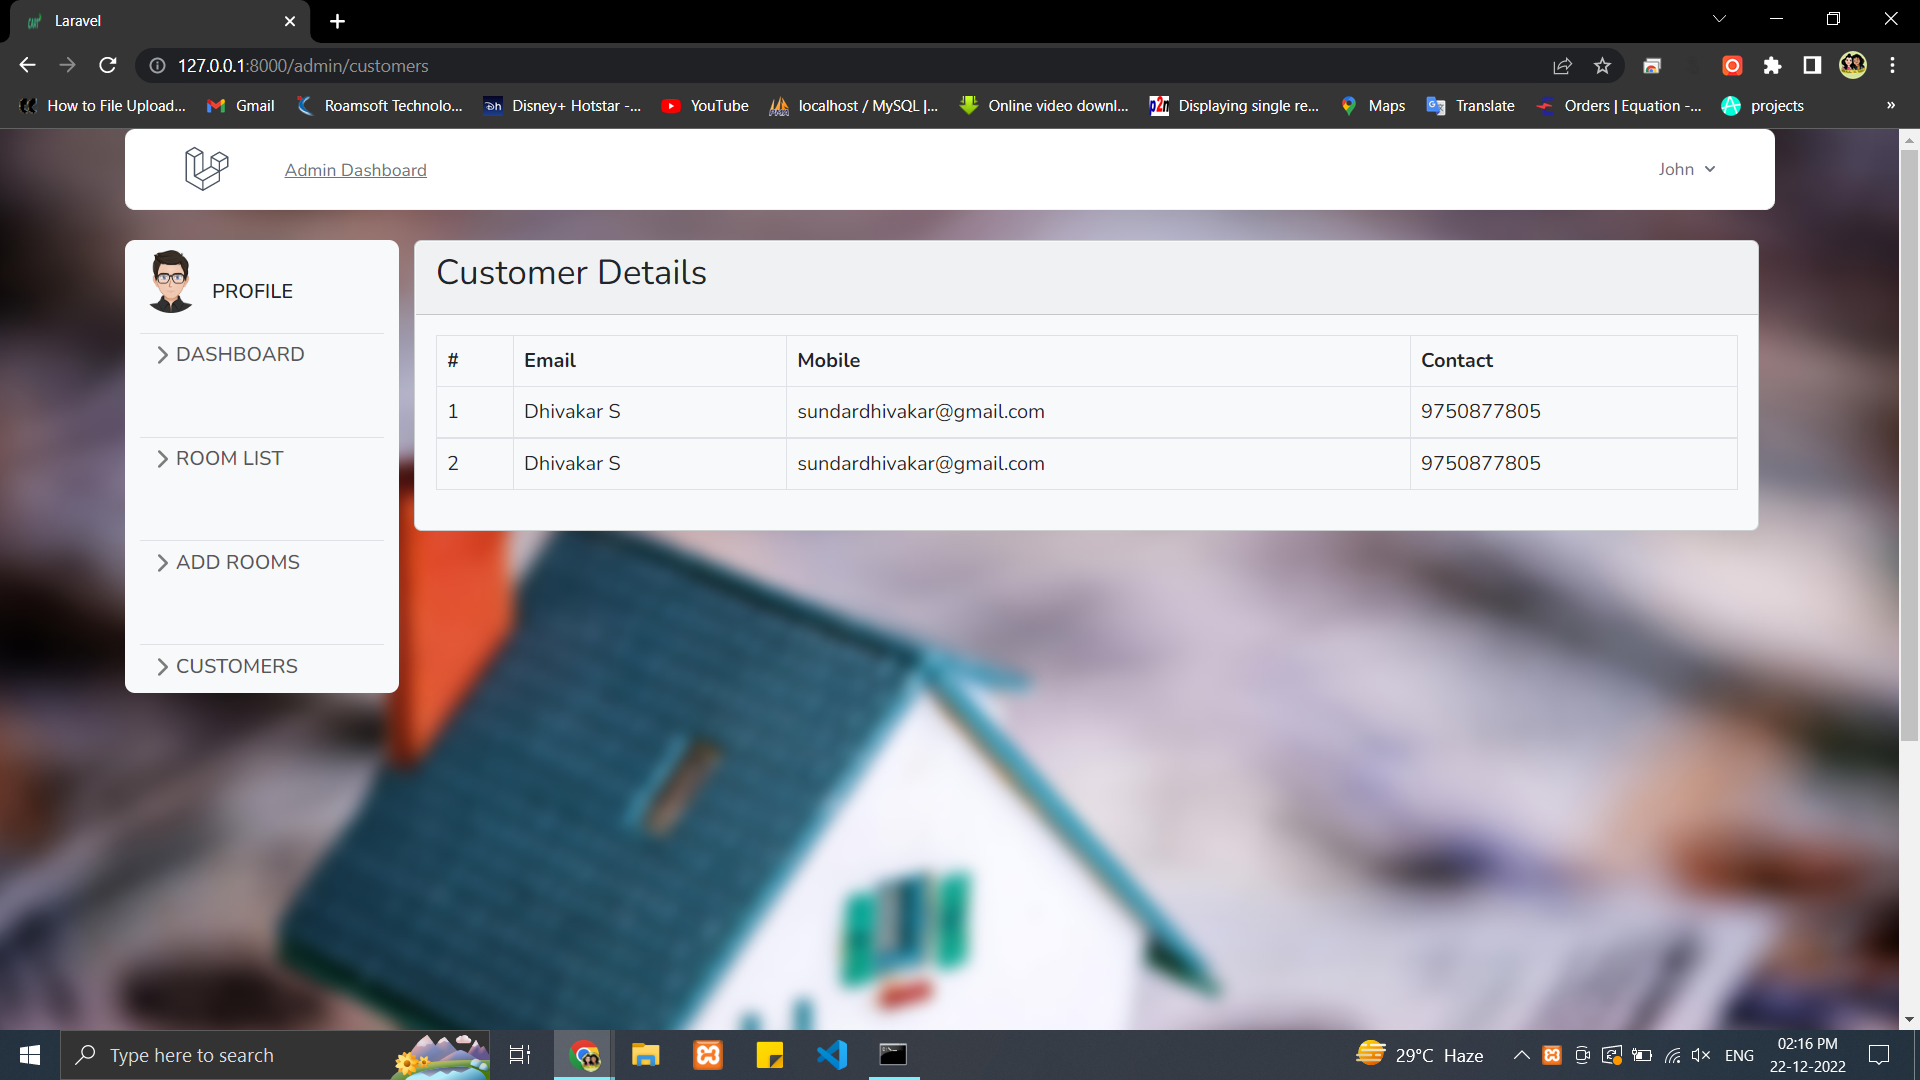 Laravel
127.0.0.1:8000/admin/customers
How to File Upload... Gmail Roamsoft Technolo... Disney+ Hotstar -... YouTube localhost / MySQL |... Online video downl... Displaying single re... Maps Translate Orders | Equation -... projects »
Admin Dashboard John
PROFILE
DASHBOARD
ROOM LIST
ADD ROOMS
CUSTOMERS
Customer Details
# Email Mobile Contact
1 Dhivakar S sundardhivakar@gmail.com 9750877805
2 Dhivakar S sundardhivakar@gmail.com 9750877805
Type here to search
29°C Haze
ENG
02:16 PM
22-12-2022